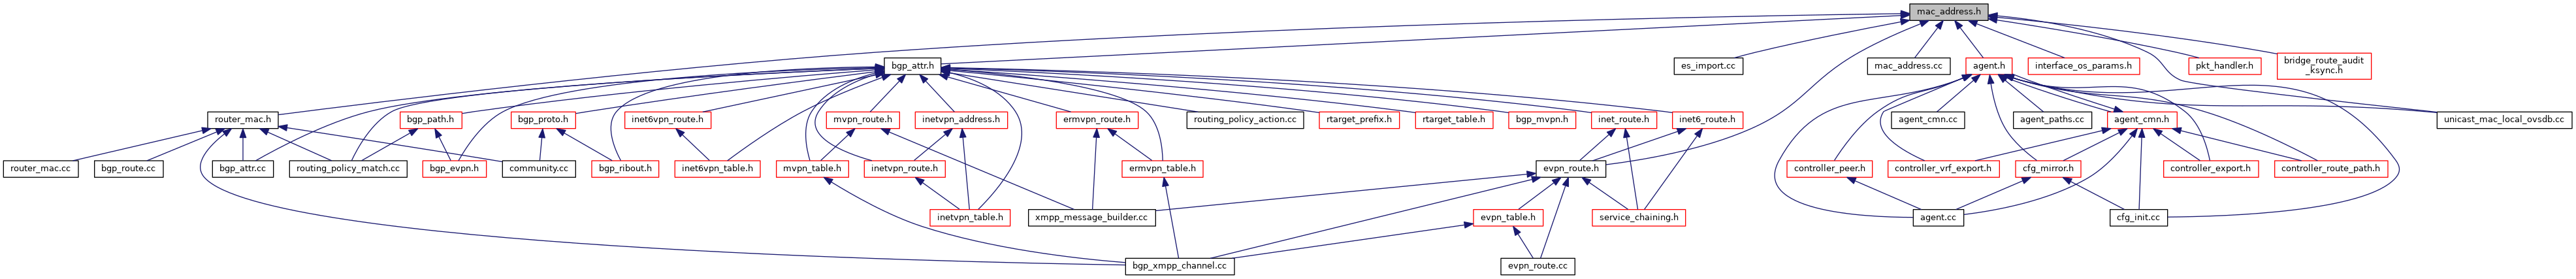 mac_address.h
bgp_attr.h
es_import.cc
mac_address.cc
agent.h
interface_os_params.h
pkt_handler.h
bridge_route_audit
_ksync.h
router_mac.h
bgp_path.h
bgp_proto.h
inet6vpn_route.h
mvpn_route.h
inetvpn_address.h
ermvpn_route.h
routing_policy_action.cc
rtarget_prefix.h
rtarget_table.h
bgp_mvpn.h
inet_route.h
inet6_route.h
agent_cmn.cc
agent_paths.cc
agent_cmn.h
unicast_mac_local_ovsdb.cc
router_mac.cc
bgp_route.cc
bgp_attr.cc
routing_policy_match.cc
bgp_evpn.h
community.cc
bgp_ribout.h
inet6vpn_table.h
mvpn_table.h
inetvpn_route.h
ermvpn_table.h
evpn_route.h
controller_peer.h
controller_vrf_export.h
cfg_mirror.h
controller_export.h
controller_route_path.h
inetvpn_table.h
xmpp_message_builder.cc
evpn_table.h
service_chaining.h
agent.cc
cfg_init.cc
bgp_xmpp_channel.cc
evpn_route.cc